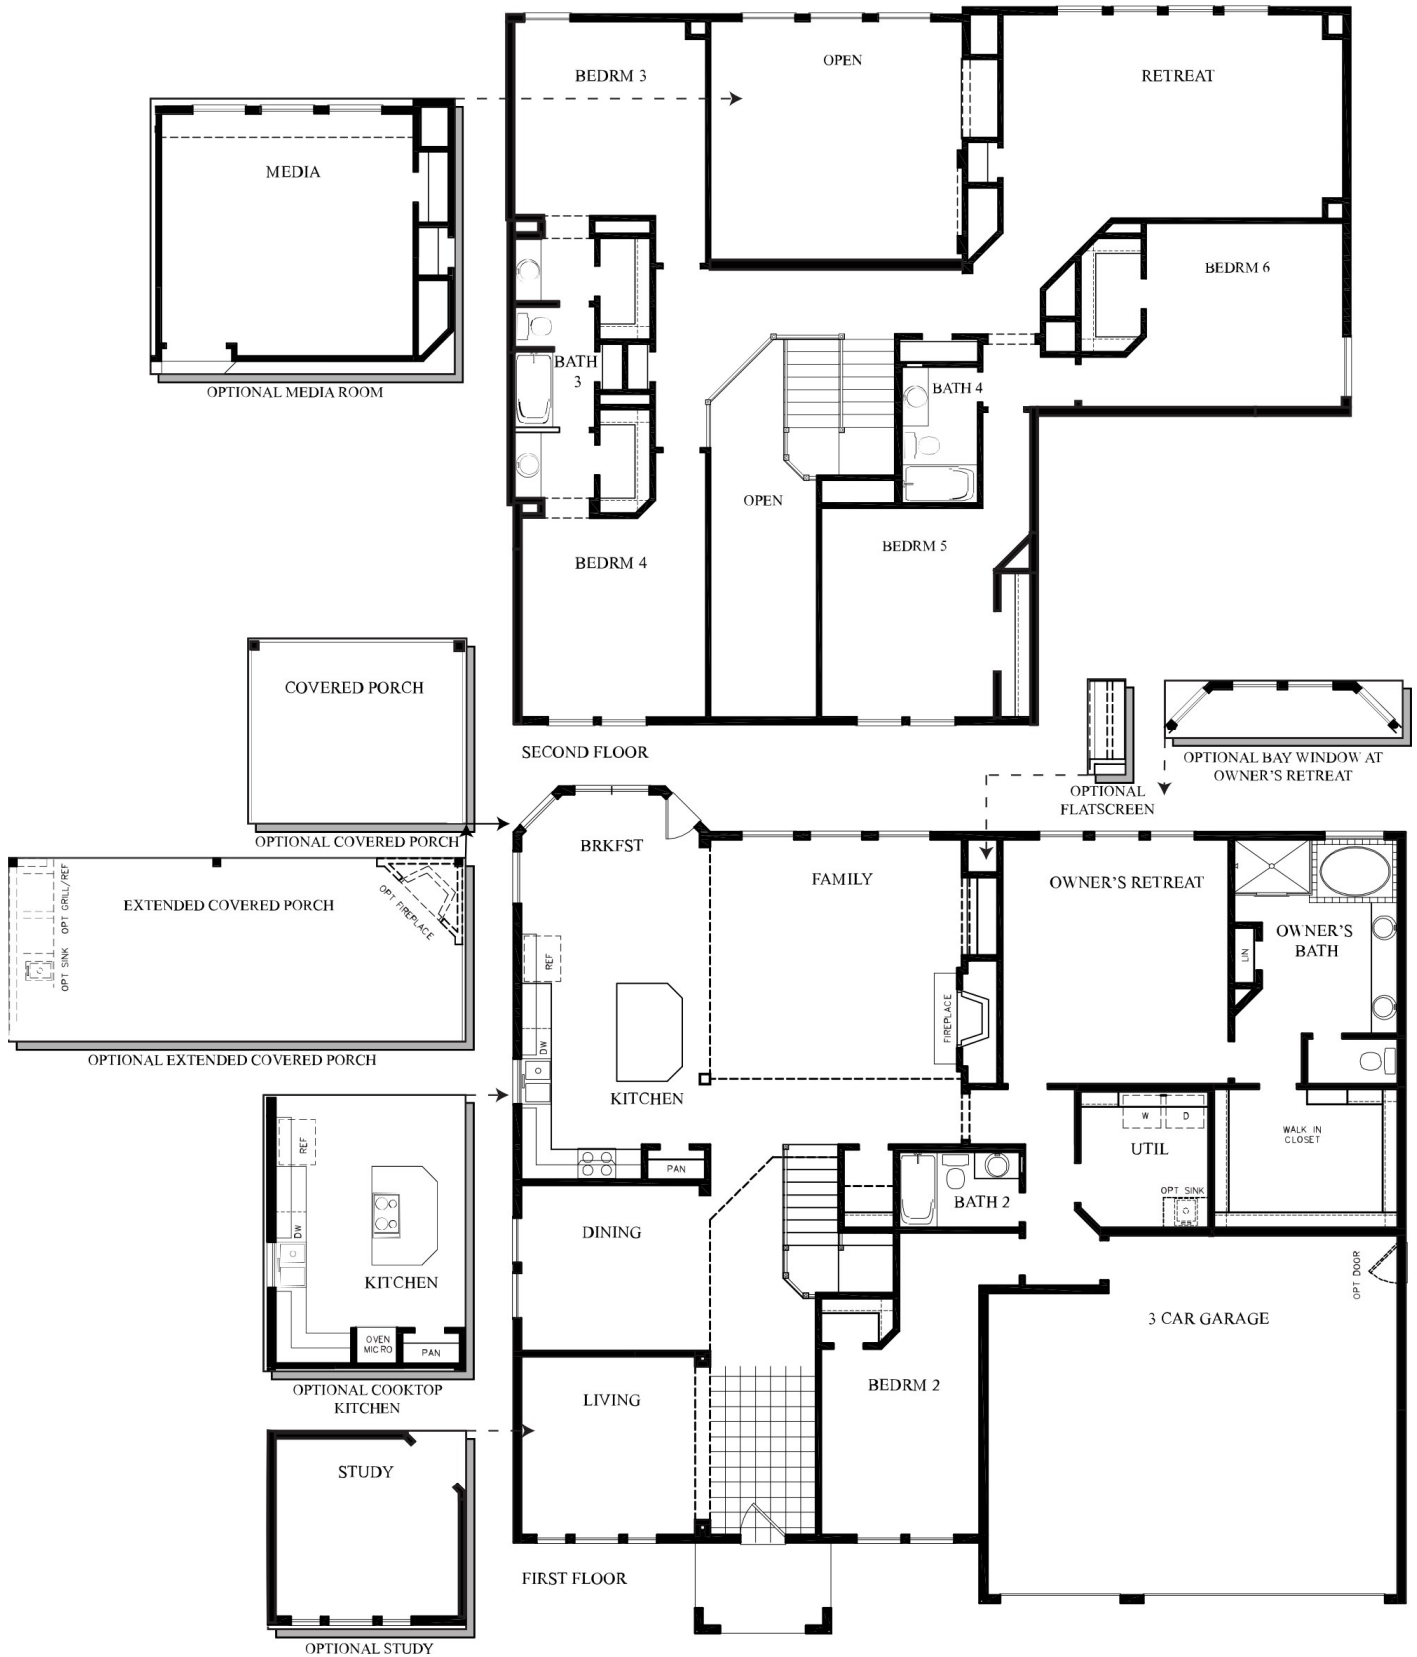 BEDRM 3
OPEN
RETREAT
MEDIA
OPTIONAL MEDIA ROOM
BEDRM 6
BATH
3
BATH 4
OPEN
BEDRM 5
BEDRM 4
COVERED PORCH
OPTIONAL COVERED PORCH
SECOND FLOOR
OPTIONAL
FLATSCREEN
OPTIONAL BAY WINDOW AT
OWNER'S RETREAT
BRKFST
FAMILY
OWNER'S RETREAT
OWNER'S
BATH
LIN
EXTENDED COVERED PORCH
OPT GRILL/REF
OPT SINK
OPT FIREPLACE
OPTIONAL EXTENDED COVERED PORCH
REF
DW
FIREPLACE
KITCHEN
PAN
W
D
UTIL
OPT SINK
WALK IN
CLOSET
BATH 2
REF
DW
KITCHEN
OVEN
MICRO
PAN
OPTIONAL COOKTOP
KITCHEN
DINING
OPT DOOR
3 CAR GARAGE
LIVING
BEDRM 2
STUDY
OPTIONAL STUDY
FIRST FLOOR